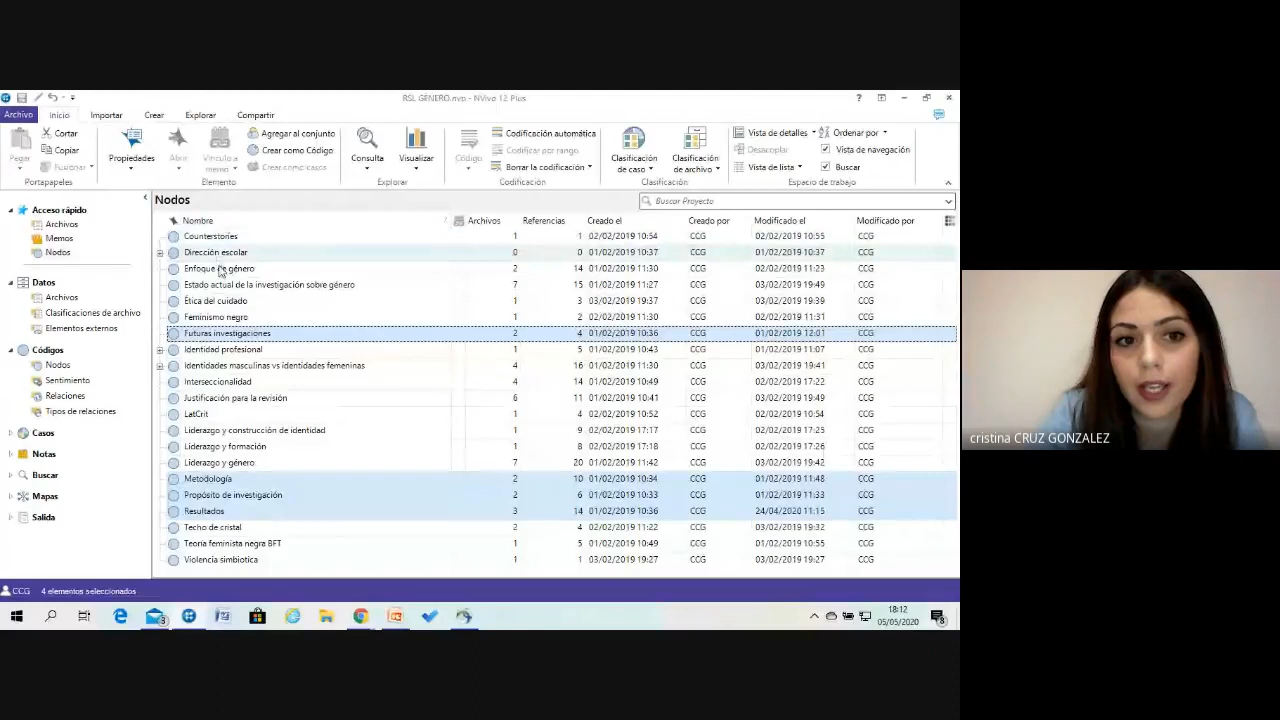 RSL GÉNERO.nvp - NVivo 12 Plus
Archivo Inicio Importar Crear Explorar Compartir
Pegar Cortar Copiar Fusionar
Propiedades Abrir Vínculo a memo Agregar al conjunto Crear como Código Crear como casos
Consulta Visualizar
Código Codificación automática Codificar por rango Borrar la codificación
Clasificación de caso Clasificación de archivo
Vista de detalles Ordenar por
Desacoplar Vista de navegación
Vista de lista Buscar
Portapapeles Elemento Explorar Codificación Clasificación Espacio de trabajo
Acceso rápido
Archivos
Memos
Nodos
Datos
Archivos
Clasificaciones de archivo
Elementos externos
Códigos
Nodos
Sentimiento
Relaciones
Tipos de relaciones
Casos
Notas
Buscar
Mapas
Salida
Nodos Buscar Proyecto
Nombre Archivos Referencias Creado el Creado por Modificado el Modificado por
Counterstories 1 1 02/02/2019 10:54 CCG 02/02/2019 10:55 CCG
Dirección escolar 0 0 01/02/2019 10:37 CCG 01/02/2019 10:37 CCG
Enfoque de género 2 14 01/02/2019 11:30 CCG 02/02/2019 11:23 CCG
Estado actual de la investigación sobre género 7 15 01/02/2019 11:27 CCG 03/02/2019 19:49 CCG
Ética del cuidado 1 3 03/02/2019 19:37 CCG 03/02/2019 19:39 CCG
Feminismo negro 1 2 02/02/2019 11:30 CCG 02/02/2019 11:31 CCG
Futuras investigaciones 2 4 01/02/2019 10:36 CCG 01/02/2019 12:01 CCG
Identidad profesional 1 5 01/02/2019 10:43 CCG 01/02/2019 11:07 CCG
Identidades masculinas vs identidades femeninas 4 16 01/02/2019 11:30 CCG 03/02/2019 19:41 CCG
Interseccionalidad 4 14 01/02/2019 10:49 CCG 02/02/2019 17:22 CCG
Justificación para la revisión 6 11 01/02/2019 10:41 CCG 03/02/2019 19:49 CCG
LatCrit 1 4 02/02/2019 10:52 CCG 02/02/2019 10:54 CCG
Liderazgo y construcción de identidad 1 9 02/02/2019 17:17 CCG 02/02/2019 17:25 CCG
Liderazgo y formación 1 8 02/02/2019 17:18 CCG 02/02/2019 17:26 CCG
Liderazgo y género 7 20 01/02/2019 11:42 CCG 03/02/2019 19:42 CCG
Metodología 2 10 01/02/2019 10:34 CCG 01/02/2019 11:48 CCG
Propósito de investigación 2 6 01/02/2019 10:33 CCG 01/02/2019 11:33 CCG
Resultados 3 14 01/02/2019 10:36 CCG 24/04/2020 11:15 CCG
Techo de cristal 2 4 02/02/2019 11:22 CCG 03/02/2019 19:32 CCG
Teoría feminista negra BFT 1 5 01/02/2019 10:49 CCG 01/02/2019 10:55 CCG
Violencia simbiotica 1 1 03/02/2019 19:27 CCG 03/02/2019 19:27 CCG
CCG 4 elementos seleccionados
18:12
05/05/2020
cristina CRUZ GONZALEZ